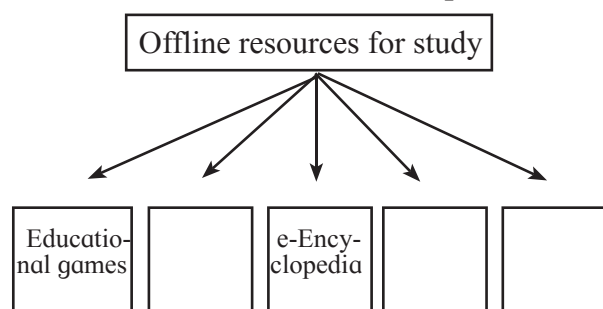 Offline resources for study
Educatio-
nal games
e-Ency-
clopedia